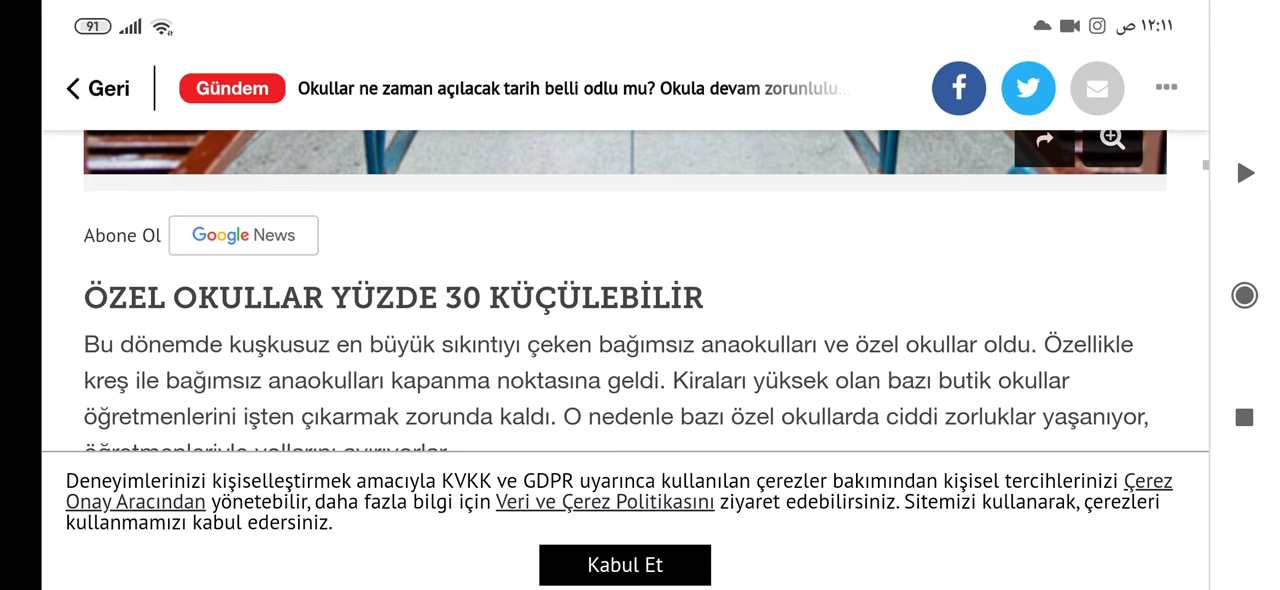 91
١٢:١١ ص
Geri
Gündem
Okullar ne zaman açılacak tarih belli odlu mu? Okula devam zorunlulu...
Abone Ol
Google News
ÖZEL OKULLAR YÜZDE 30 KÜÇÜLEBİLİR
Bu dönemde kuşkusuz en büyük sıkıntıyı çeken bağımsız anaokulları ve özel okullar oldu. Özellikle
kreş ile bağımsız anaokulları kapanma noktasına geldi. Kiraları yüksek olan bazı butik okullar
öğretmenlerini işten çıkarmak zorunda kaldı. O nedenle bazı özel okullarda ciddi zorluklar yaşanıyor,
öğretmenleriyle yollarını ayırıyorlar.
Deneyimlerinizi kişiselleştirmek amacıyla KVKK ve GDPR uyarınca kullanılan çerezler bakımından kişisel tercihlerinizi Çerez
Onay Aracından yönetebilir, daha fazla bilgi için Veri ve Çerez Politikasını ziyaret edebilirsiniz. Sitemizi kullanarak, çerezleri
kullanmamızı kabul edersiniz.
Kabul Et